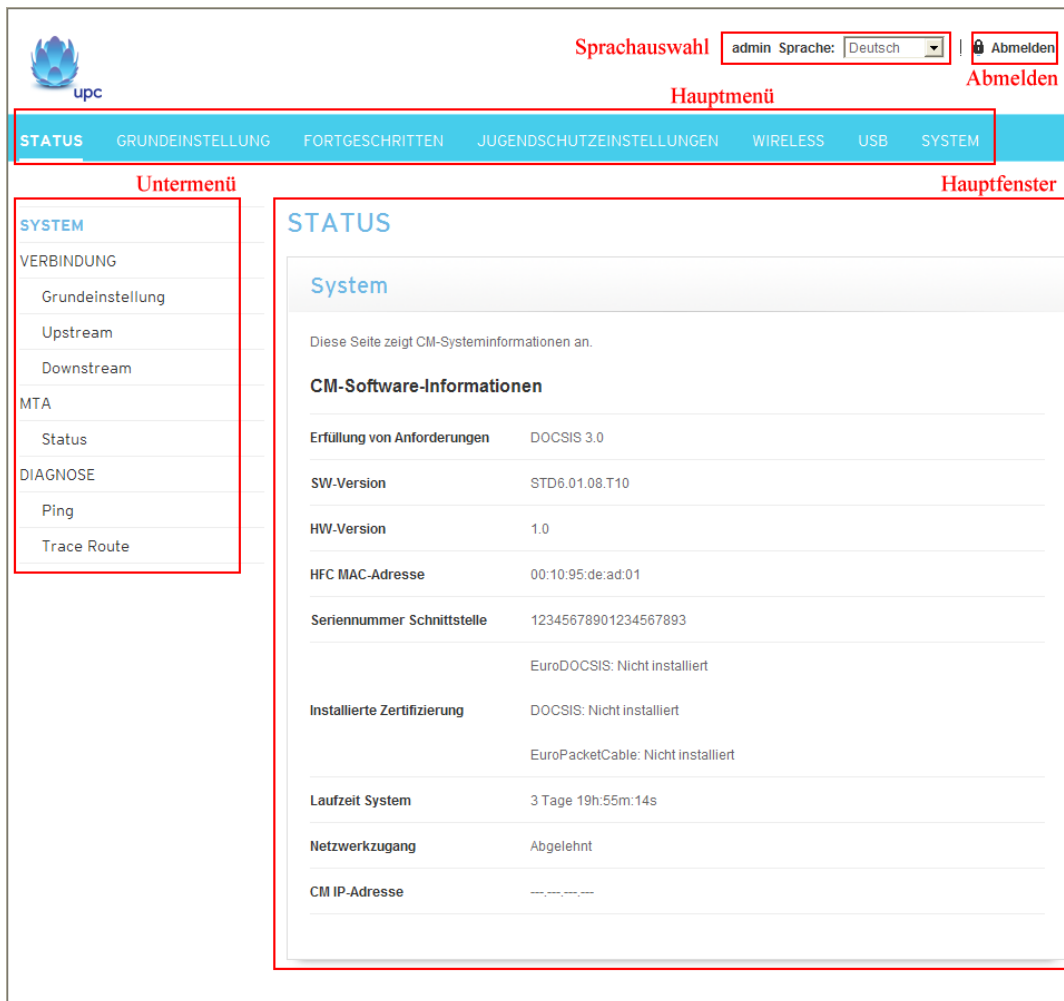 Sprachauswahl admin Sprache: Deutsch | Abmelden
upc
Abmelden
Hauptmenü
STATUS GRUNDEINSTELLUNG FORTGESCHRITTEN JUGENDSCHUTZEINSTELLUNGEN WIRELESS USB SYSTEM
Untermenü
Hauptfenster
SYSTEM
VERBINDUNG
Grundeinstellung
Upstream
Downstream
MTA
Status
DIAGNOSE
Ping
Trace Route
STATUS
System
Diese Seite zeigt CM-Systeminformationen an.
CM-Software-Informationen
Erfüllung von Anforderungen DOCSIS 3.0
SW-Version STD6.01.08.T10
HW-Version 1.0
HFC MAC-Adresse 00:10:95:de:ad:01
Seriennummer Schnittstelle 12345678901234567893
EuroDOCSIS: Nicht installiert
Installierte Zertifizierung DOCSIS: Nicht installiert
EuroPacketCable: Nicht installiert
Laufzeit System 3 Tage 19h:55m:14s
Netzwerkzugang Abgelehnt
CM IP-Adresse ---.---.---.---